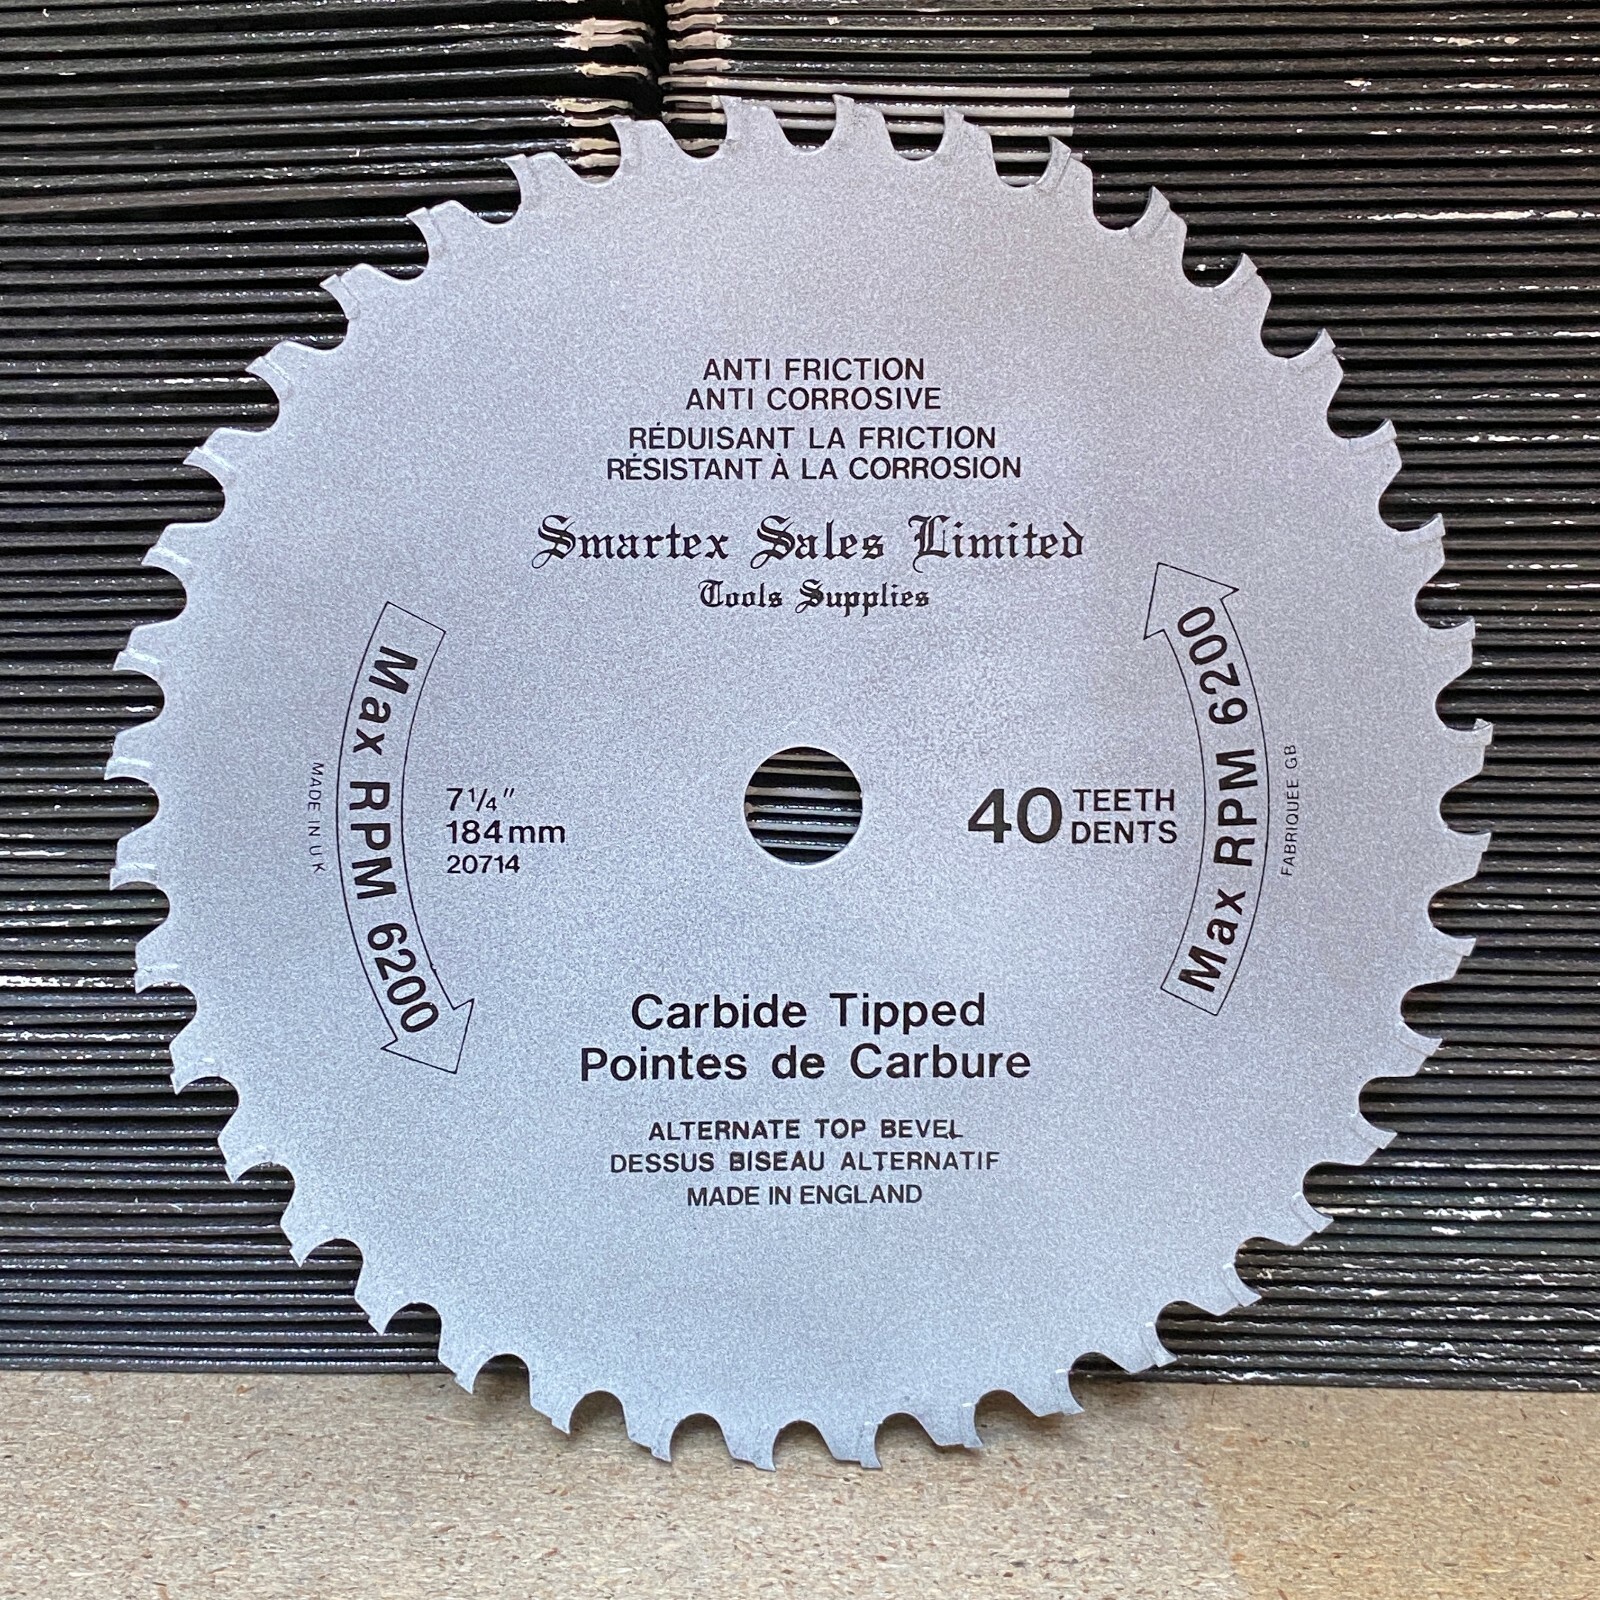 ANTI FRICTION
ANTI CORROSIVE
RÉDUISANT LA FRICTION
RÉSISTANT À LA CORROSION
Smartex Sales Limited
Tools Supplies
Max RPM 6200
MADE IN U K
7 1/4"
184mm
20714
40 TEETH
DENTS
Max RPM 6200
FABRIQUEE GB
Carbide Tipped
Pointes de Carbure
ALTERNATE TOP BEVEL
DESSUS BISEAU ALTERNATIF
MADE IN ENGLAND